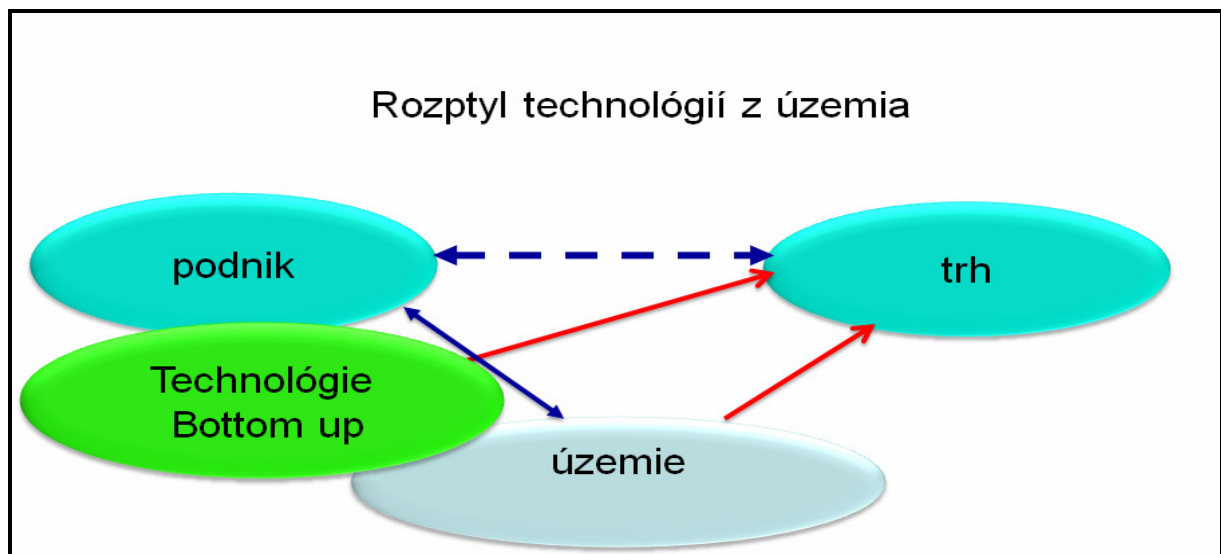 Rozptyl technológií z územia
podnik
trh
Technológie
Bottom up
územie